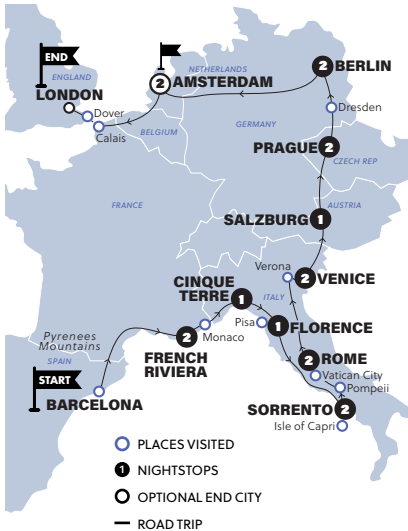 END
ENGLAND
LONDON
Dover
Calais
NETHERLANDS
2 AMSTERDAM
2 BERLIN
BELGIUM
GERMANY
Dresden
PRAGUE 2
CZECH REP
FRANCE
SALZBURG 1
AUSTRIA
Verona
2 VENICE
CINQUE
TERRE 1
ITALY
Pisa
1 FLORENCE
Monaco
2
FRENCH
RIVIERA
Pyrenees
Mountains
SPAIN
START
BARCELONA
ROME
2
Vatican City
Pompeii
SORRENTO 2
Isle of Capri
PLACES VISITED
1 NIGHTSTOPS
OPTIONAL END CITY
ROAD TRIP